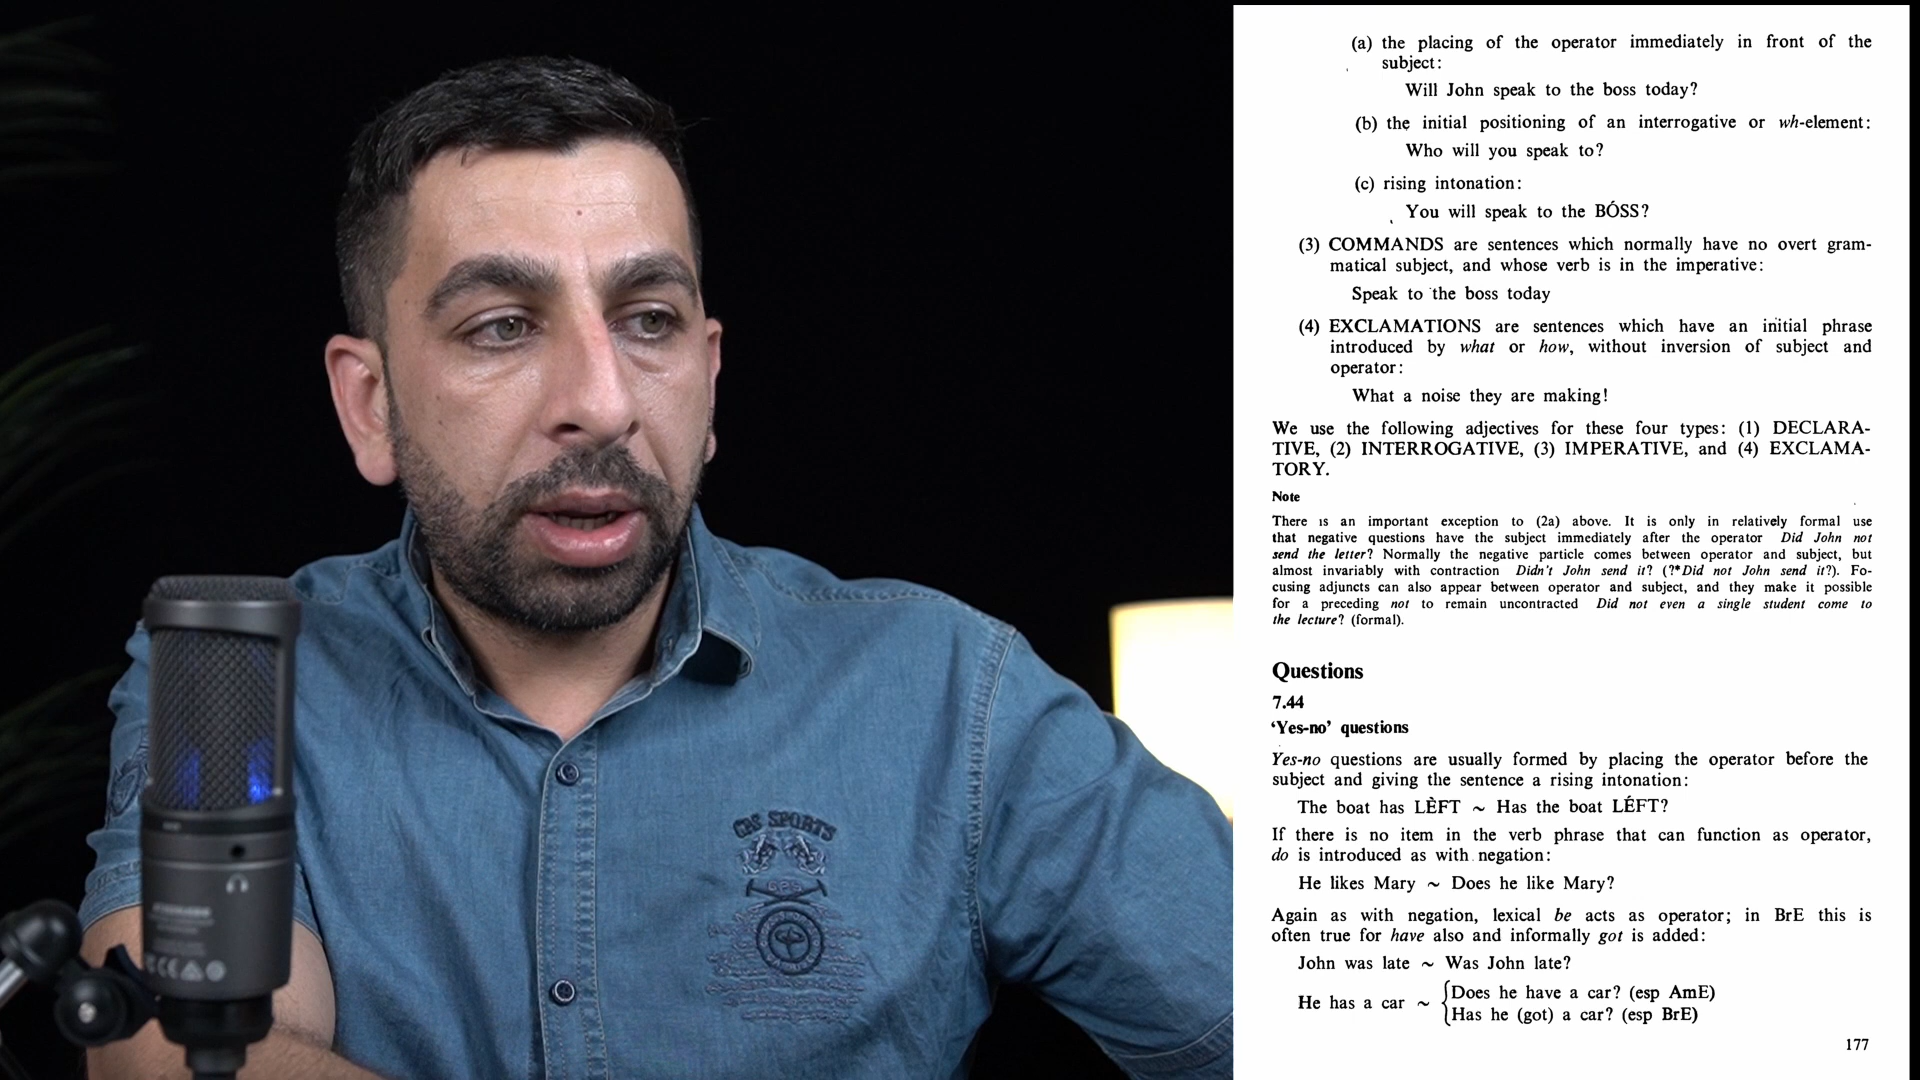 (a) the placing of the operator immediately in front of the
subject:
Will John speak to the boss today?
(b) the initial positioning of an interrogative or wh-element:
Who will you speak to?
(c) rising intonation:
You will speak to the BÓSS?
(3) COMMANDS are sentences which normally have no overt gram-
matical subject, and whose verb is in the imperative:
Speak to the boss today
(4) EXCLAMATIONS are sentences which have an initial phrase
introduced by what or how, without inversion of subject and
operator:
What a noise they are making!
We use the following adjectives for these four types: (1) DECLARA-
TIVE, (2) INTERROGATIVE, (3) IMPERATIVE, and (4) EXCLAMA-
TORY.
Note
There is an important exception to (2a) above. It is only in relatively formal use
that negative questions have the subject immediately after the operator Did John not
send the letter? Normally the negative particle comes between operator and subject, but
almost invariably with contraction Didn't John send it? (?*Did not John send it?). Fo-
cusing adjuncts can also appear between operator and subject, and they make it possible
for a preceding not to remain uncontracted Did not even a single student come to
the lecture? (formal).
Questions
7.44
‘Yes-no’ questions
Yes-no questions are usually formed by placing the operator before the
subject and giving the sentence a rising intonation:
The boat has LÈFT ~ Has the boat LÉFT?
If there is no item in the verb phrase that can function as operator,
do is introduced as with negation:
He likes Mary ~ Does he like Mary?
Again as with negation, lexical be acts as operator; in BrE this is
often true for have also and informally got is added:
John was late ~ Was John late?
He has a car ~ {Does he have a car? (esp AmE)
{Has he (got) a car? (esp BrE)
177
SPORTS